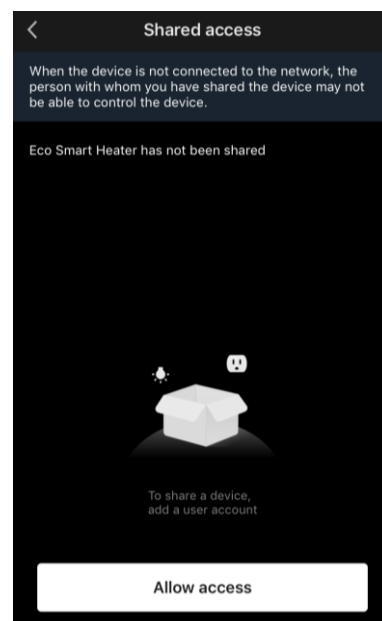 Shared access
When the device is not connected to the network, the
person with whom you have shared the device may not
be able to control the device.
Eco Smart Heater has not been shared
To share a device,
add a user account
Allow access